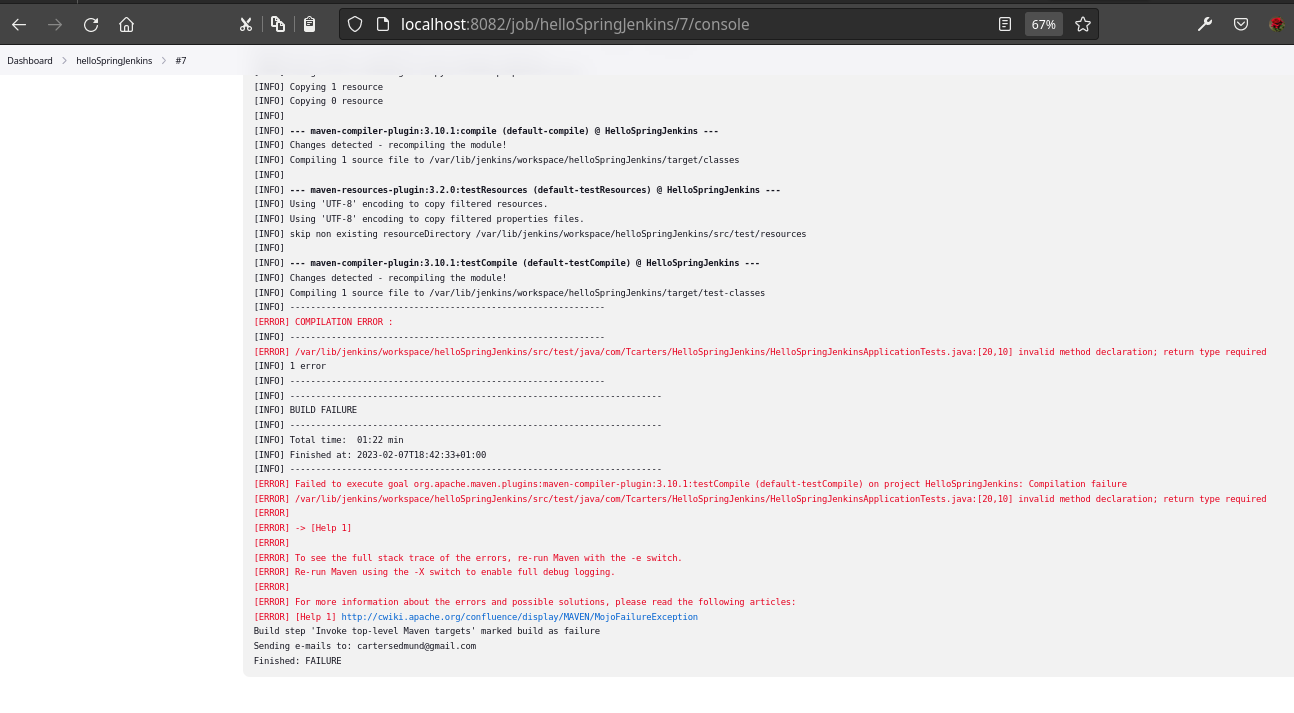 localhost:8082/job/helloSpringJenkins/7/console
67%
Dashboard > helloSpringJenkins > #7
[INFO] Copying 1 resource
[INFO] Copying 0 resource
[INFO]
[INFO] --- maven-compiler-plugin:3.10.1:compile (default-compile) @ HelloSpringJenkins ---
[INFO] Changes detected - recompiling the module!
[INFO] Compiling 1 source file to /var/lib/jenkins/workspace/helloSpringJenkins/target/classes
[INFO]
[INFO] --- maven-resources-plugin:3.2.0:testResources (default-testResources) @ HelloSpringJenkins ---
[INFO] Using 'UTF-8' encoding to copy filtered resources.
[INFO] Using 'UTF-8' encoding to copy filtered properties files.
[INFO] skip non existing resourceDirectory /var/lib/jenkins/workspace/helloSpringJenkins/src/test/resources
[INFO]
[INFO] --- maven-compiler-plugin:3.10.1:testCompile (default-testCompile) @ HelloSpringJenkins ---
[INFO] Changes detected - recompiling the module!
[INFO] Compiling 1 source file to /var/lib/jenkins/workspace/helloSpringJenkins/target/test-classes
[INFO] -------------------------------------------------------------
[ERROR] COMPILATION ERROR :
[INFO] -------------------------------------------------------------
[ERROR] /var/lib/jenkins/workspace/helloSpringJenkins/src/test/java/com/Tcarters/HelloSpringJenkins/HelloSpringJenkinsApplicationTests.java:[20,10] invalid method declaration; return type required
[INFO] 1 error
[INFO] -------------------------------------------------------------
[INFO] ------------------------------------------------------------------------
[INFO] BUILD FAILURE
[INFO] ------------------------------------------------------------------------
[INFO] Total time:  01:22 min
[INFO] Finished at: 2023-02-07T18:42:33+01:00
[INFO] ------------------------------------------------------------------------
[ERROR] Failed to execute goal org.apache.maven.plugins:maven-compiler-plugin:3.10.1:testCompile (default-testCompile) on project HelloSpringJenkins: Compilation failure
[ERROR] /var/lib/jenkins/workspace/helloSpringJenkins/src/test/java/com/Tcarters/HelloSpringJenkins/HelloSpringJenkinsApplicationTests.java:[20,10] invalid method declaration; return type required
[ERROR]
[ERROR] -> [Help 1]
[ERROR]
[ERROR] To see the full stack trace of the errors, re-run Maven with the -e switch.
[ERROR] Re-run Maven using the -X switch to enable full debug logging.
[ERROR]
[ERROR] For more information about the errors and possible solutions, please read the following articles:
[ERROR] [Help 1] http://cwiki.apache.org/confluence/display/MAVEN/MojoFailureException
Build step 'Invoke top-level Maven targets' marked build as failure
Sending e-mails to: cartersedmund@gmail.com
Finished: FAILURE